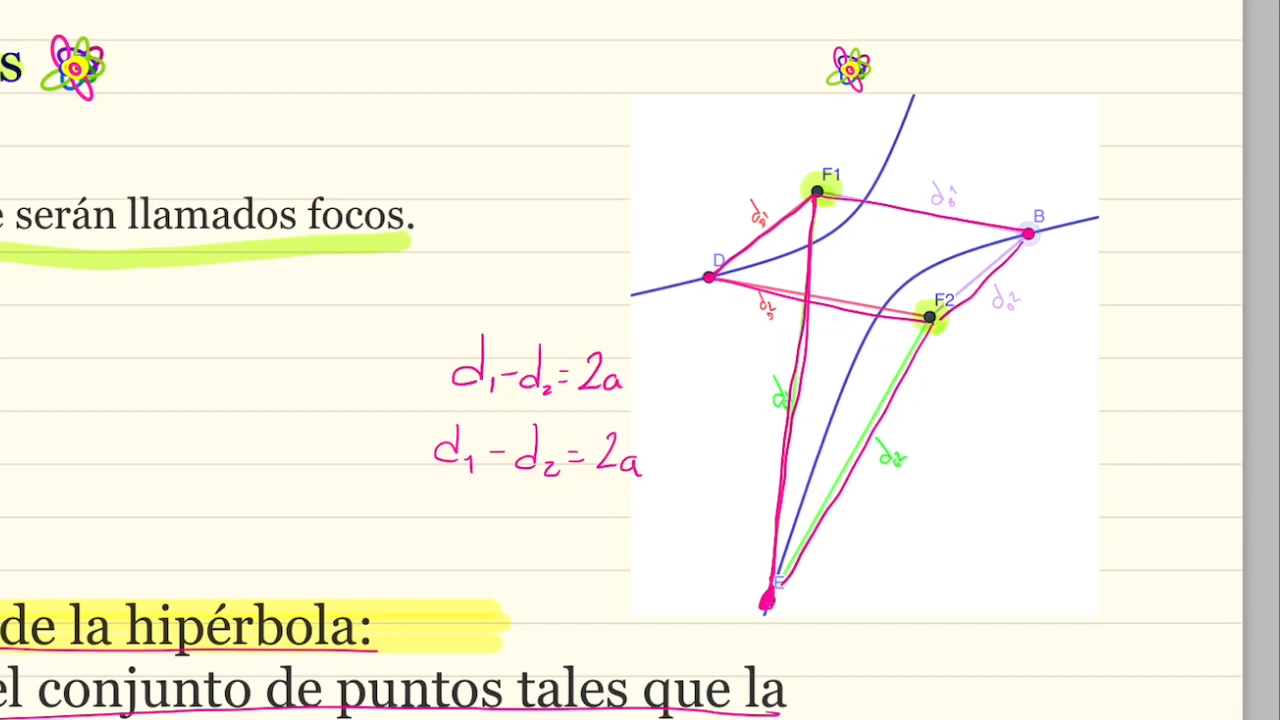 s
e serán llamados focos.
F1
B
D
F2
E
d₁-d₂=2a
d₁-d₂=2a
de la hipérbola:
el conjunto de puntos tales que la